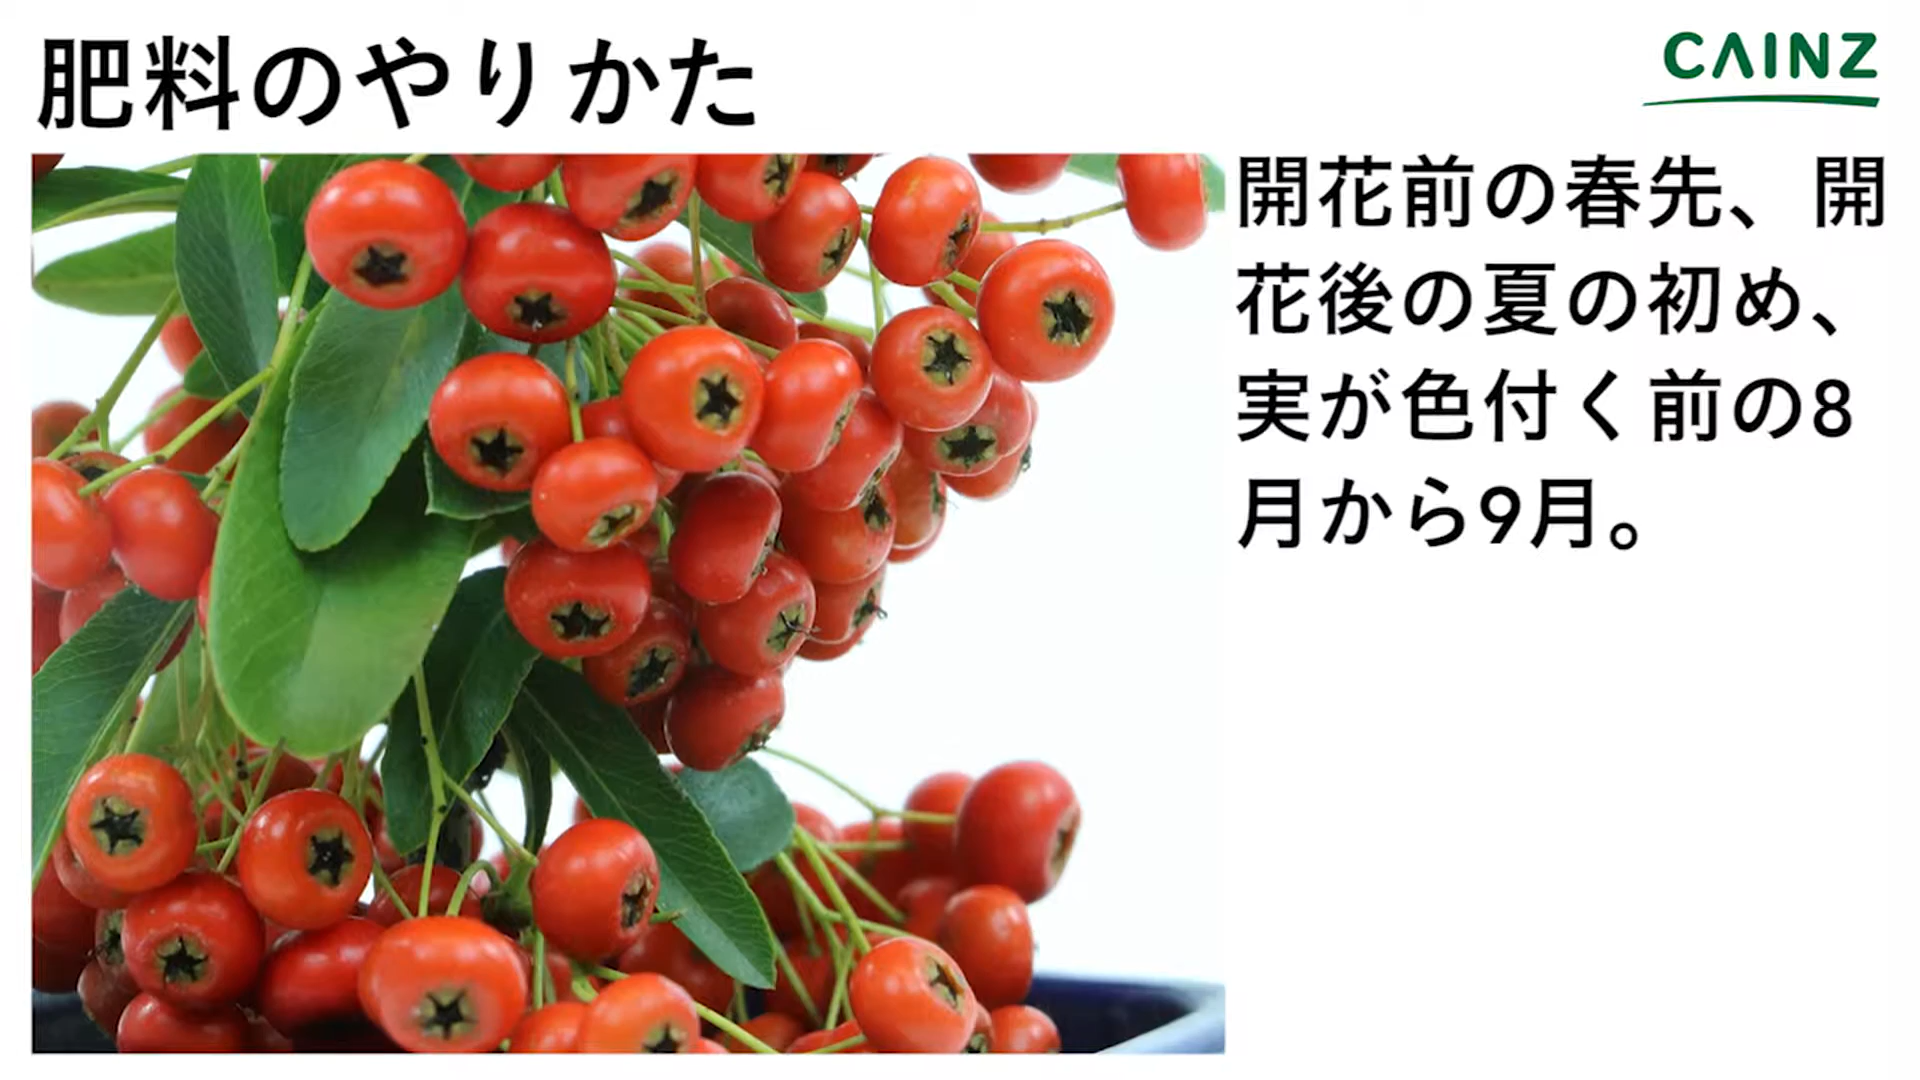 肥料のやりかた
CAINZ
開花前の春先、開
花後の夏の初め、
実が色付く前の8
月から9月。